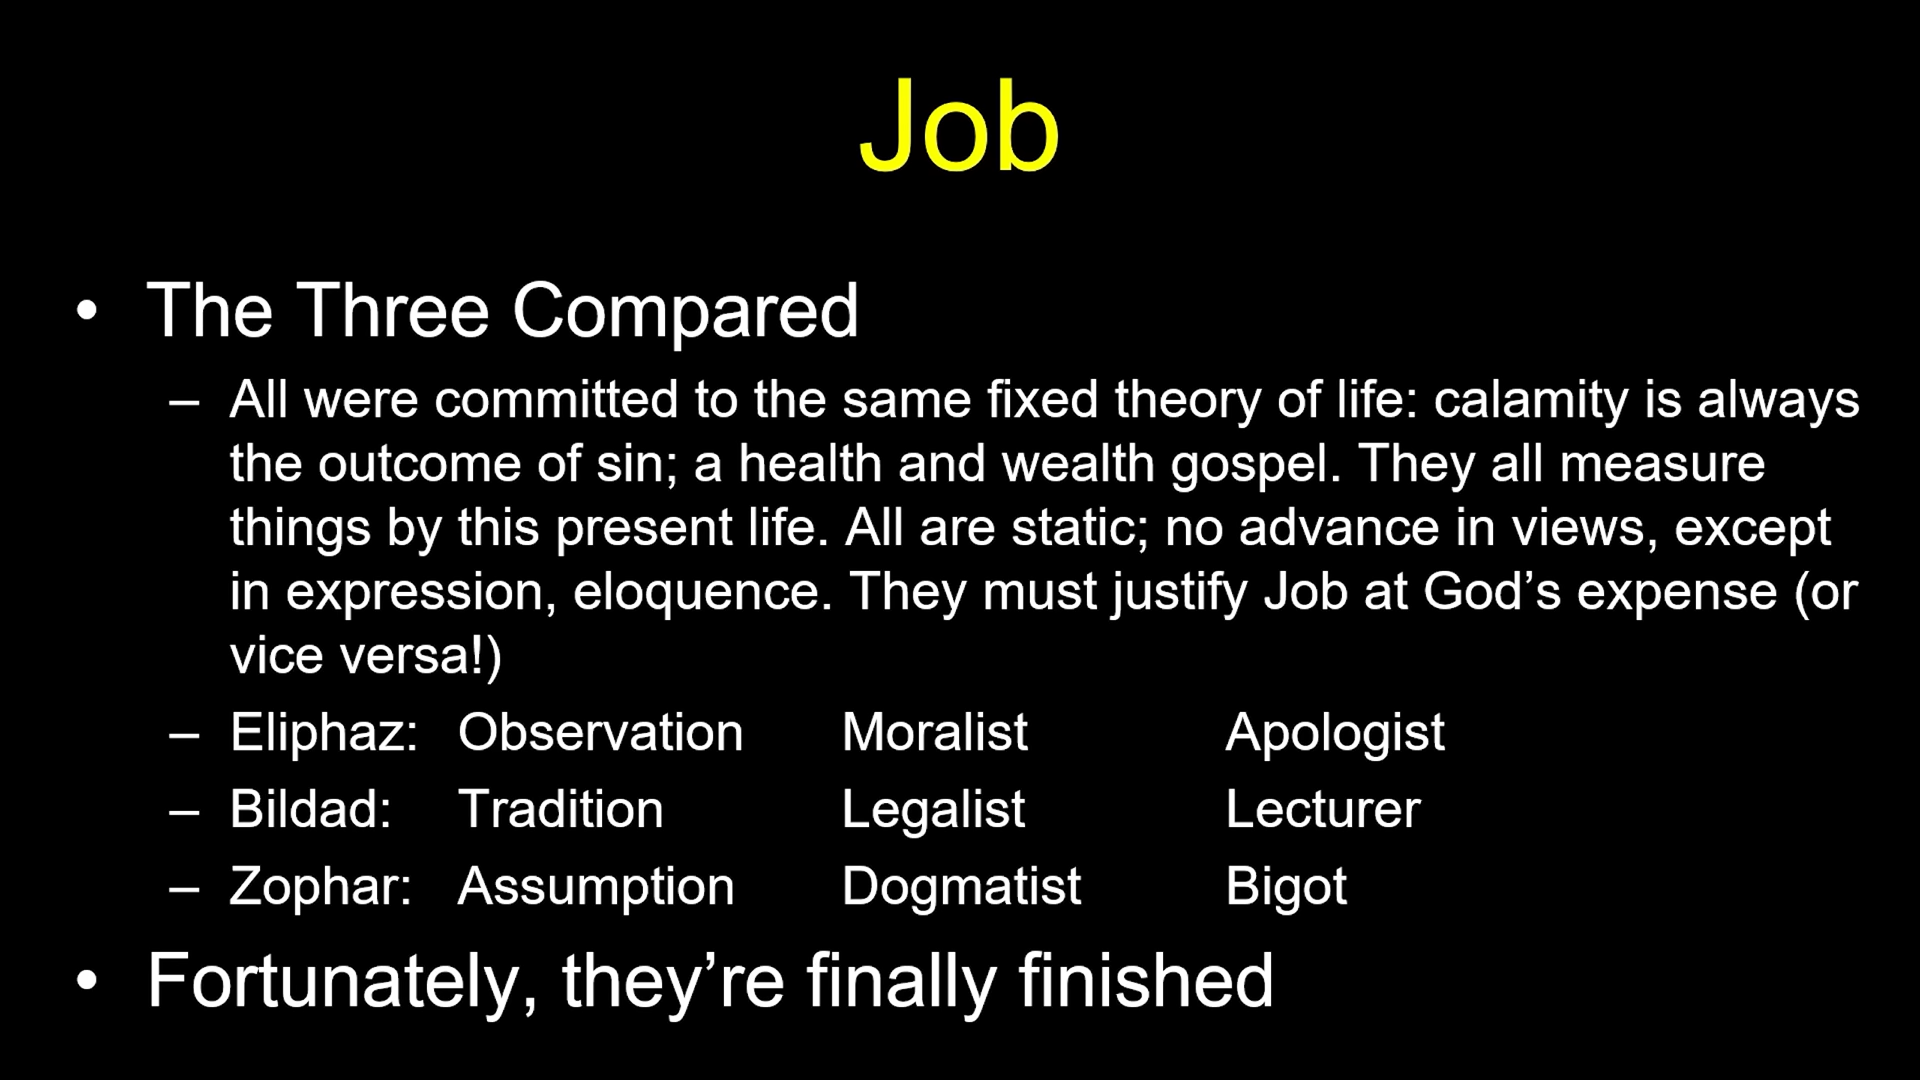 Job
• The Three Compared
– All were committed to the same fixed theory of life: calamity is always
the outcome of sin; a health and wealth gospel. They all measure
things by this present life. All are static; no advance in views, except
in expression, eloquence. They must justify Job at God’s expense (or
vice versa!)
– Eliphaz: Observation Moralist Apologist
– Bildad: Tradition Legalist Lecturer
– Zophar: Assumption Dogmatist Bigot
• Fortunately, they’re finally finished